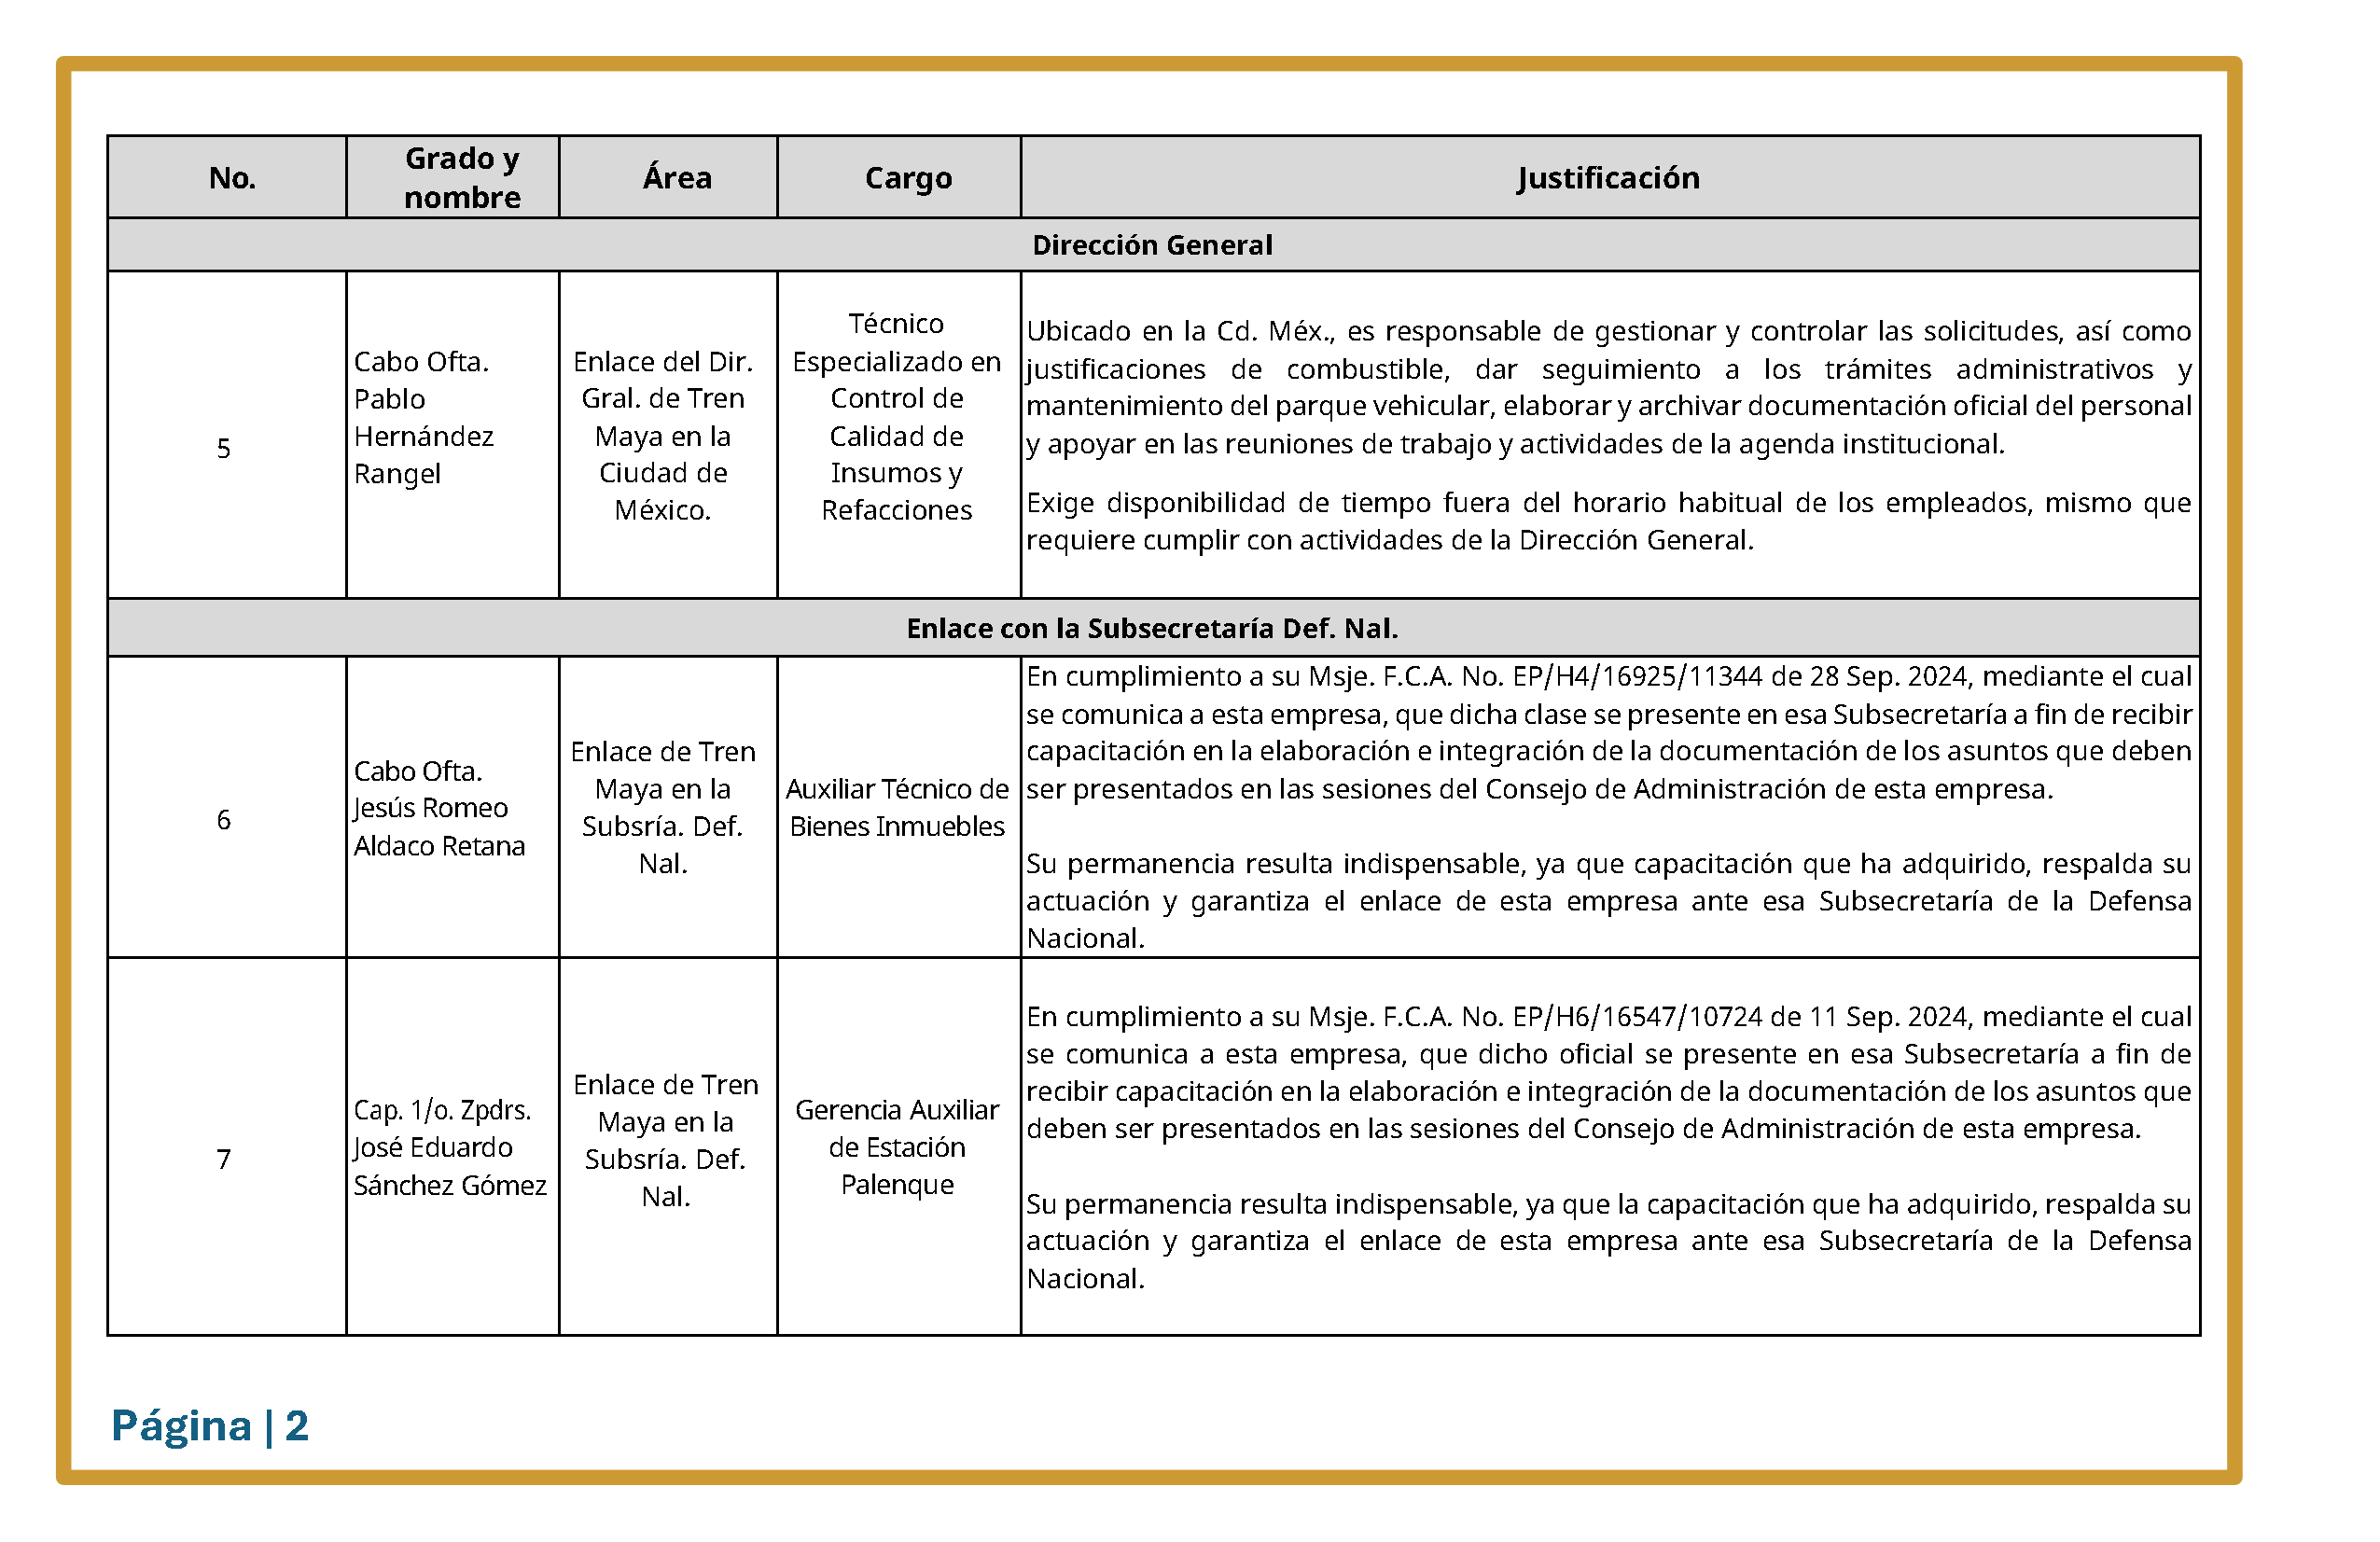 No.
Grado y
nombre
Área
Cargo
Justificación
Dirección General
5
Cabo Ofta.
Pablo
Hernández
Rangel
Enlace del Dir.
Gral. de Tren
Maya en la
Ciudad de
México.
Técnico
Especializado en
Control de
Calidad de
Insumos y
Refacciones
Ubicado en la Cd. Méx., es responsable de gestionar y controlar las solicitudes, así como
justificaciones de combustible, dar seguimiento a los trámites administrativos y
mantenimiento del parque vehicular, elaborar y archivar documentación oficial del personal
y apoyar en las reuniones de trabajo y actividades de la agenda institucional.
Exige disponibilidad de tiempo fuera del horario habitual de los empleados, mismo que
requiere cumplir con actividades de la Dirección General.
Enlace con la Subsecretaría Def. Nal.
6
Cabo Ofta.
Jesús Romeo
Aldaco Retana
Enlace de Tren
Maya en la
Subsría. Def.
Nal.
Auxiliar Técnico de
Bienes Inmuebles
En cumplimiento a su Msje. F.C.A. No. EP/H4/16925/11344 de 28 Sep. 2024, mediante el cual
se comunica a esta empresa, que dicha clase se presente en esa Subsecretaría a fin de recibir
capacitación en la elaboración e integración de la documentación de los asuntos que deben
ser presentados en las sesiones del Consejo de Administración de esta empresa.
Su permanencia resulta indispensable, ya que capacitación que ha adquirido, respalda su
actuación y garantiza el enlace de esta empresa ante esa Subsecretaría de la Defensa
Nacional.
7
Cap. 1/o. Zpdrs.
José Eduardo
Sánchez Gómez
Enlace de Tren
Maya en la
Subsría. Def.
Nal.
Gerencia Auxiliar
de Estación
Palenque
En cumplimiento a su Msje. F.C.A. No. EP/H6/16547/10724 de 11 Sep. 2024, mediante el cual
se comunica a esta empresa, que dicho oficial se presente en esa Subsecretaría a fin de
recibir capacitación en la elaboración e integración de la documentación de los asuntos que
deben ser presentados en las sesiones del Consejo de Administración de esta empresa.
Su permanencia resulta indispensable, ya que la capacitación que ha adquirido, respalda su
actuación y garantiza el enlace de esta empresa ante esa Subsecretaría de la Defensa
Nacional.
Página | 2